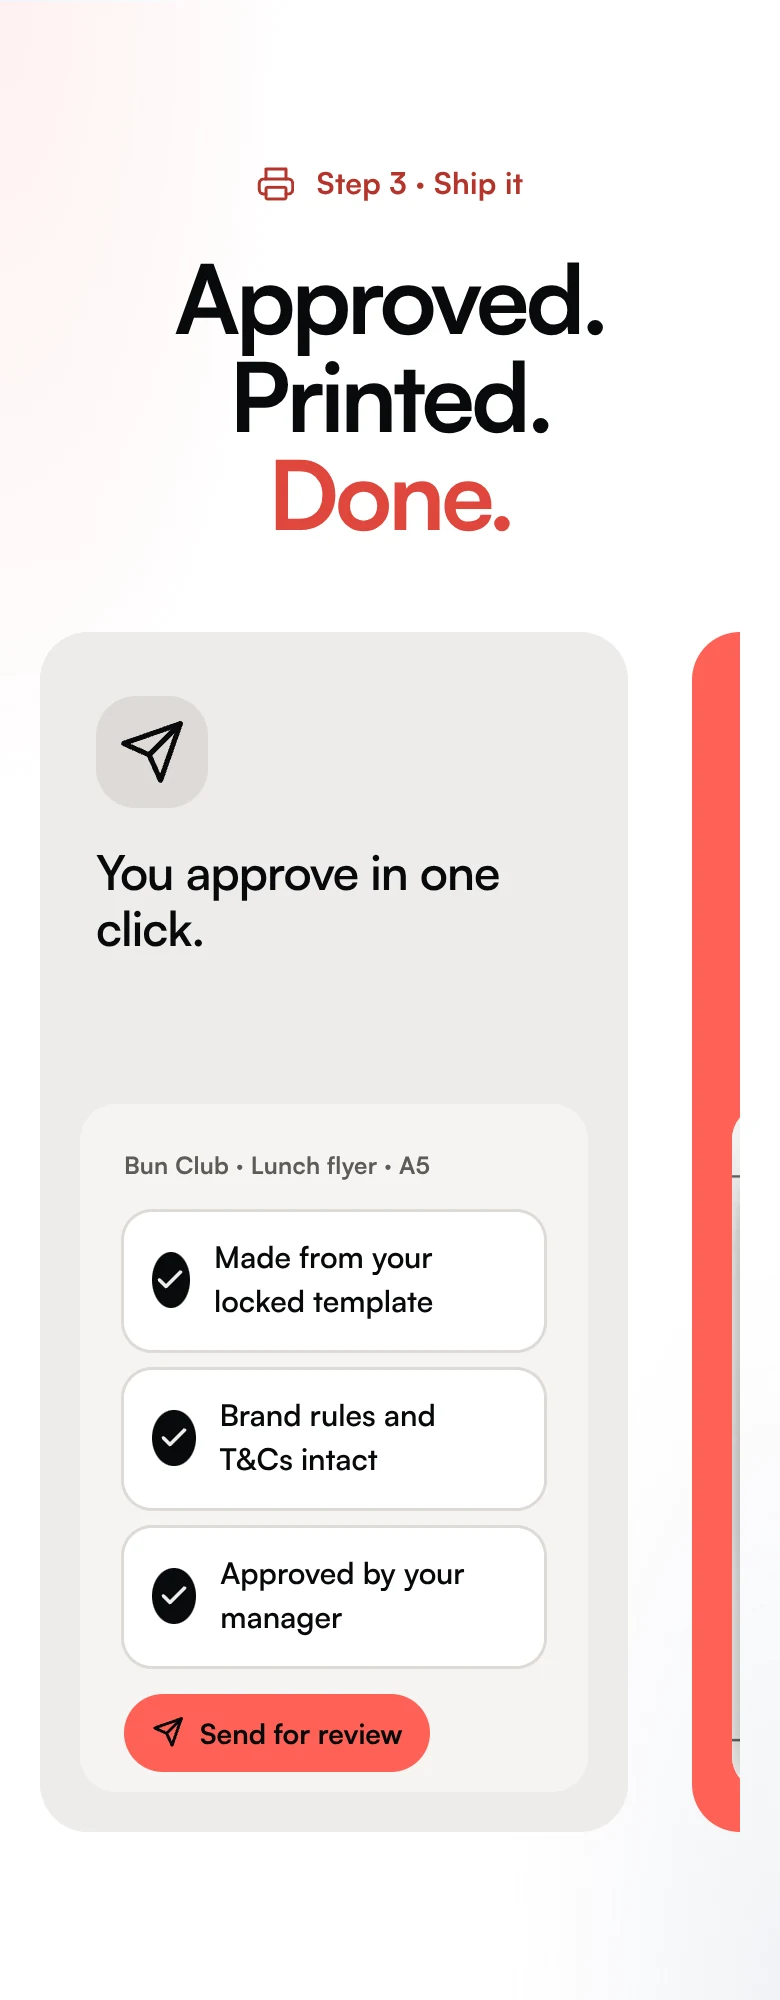 Step 3 · Ship it
Approved.
Printed.
Done.
You approve in one
click.
Bun Club · Lunch flyer · A5
Made from your
locked template
Brand rules and
T&Cs intact
Approved by your
manager
Send for review